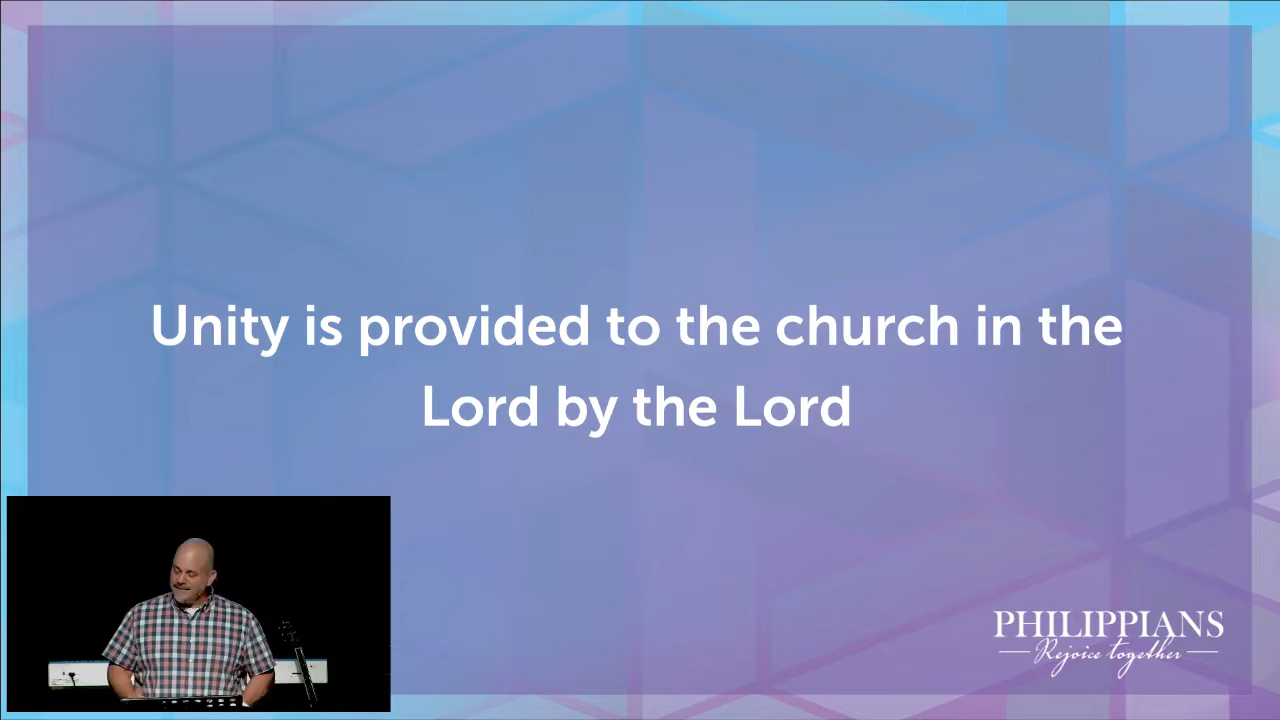 Unity is provided to the church in the
Lord by the Lord
PHILIPPIANS
Rejoice together